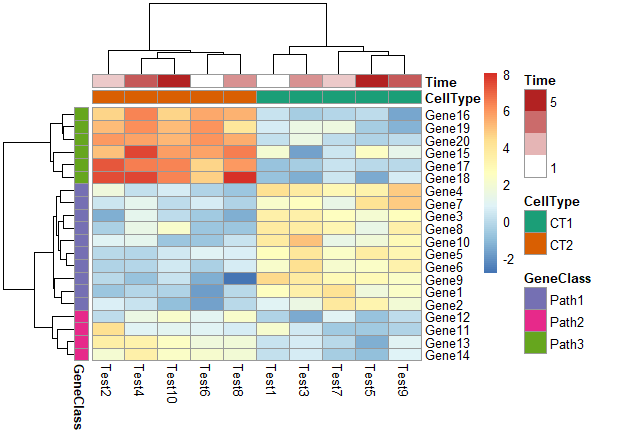 Time
CellType
Gene16
Gene19
Gene20
Gene15
Gene17
Gene18
Gene4
Gene7
Gene3
Gene8
Gene10
Gene5
Gene6
Gene9
Gene1
Gene2
Gene12
Gene11
Gene13
Gene14
GeneClass
Test2
Test4
Test10
Test6
Test8
Test1
Test3
Test7
Test5
Test9
8
6
4
2
0
-2
Time
5
1
CellType
CT1
CT2
GeneClass
Path1
Path2
Path3